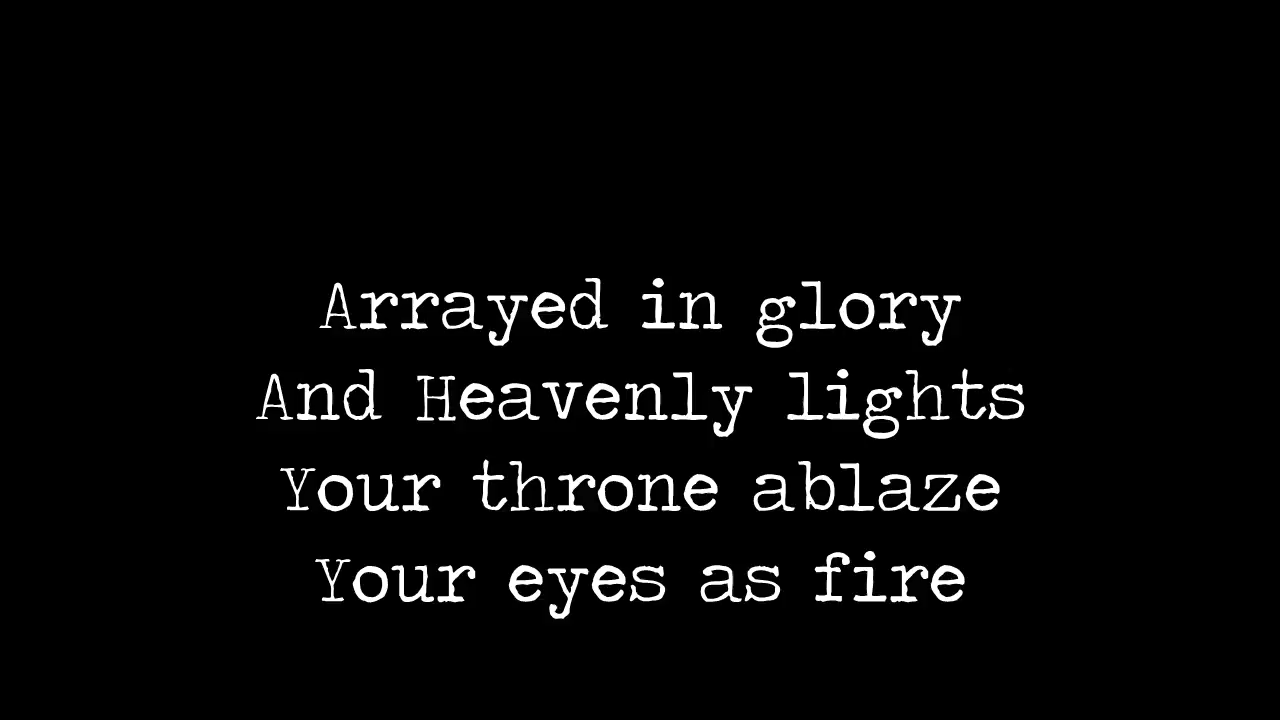 Arrayed in glory
And Heavenly lights
Your throne ablaze
Your eyes as fire